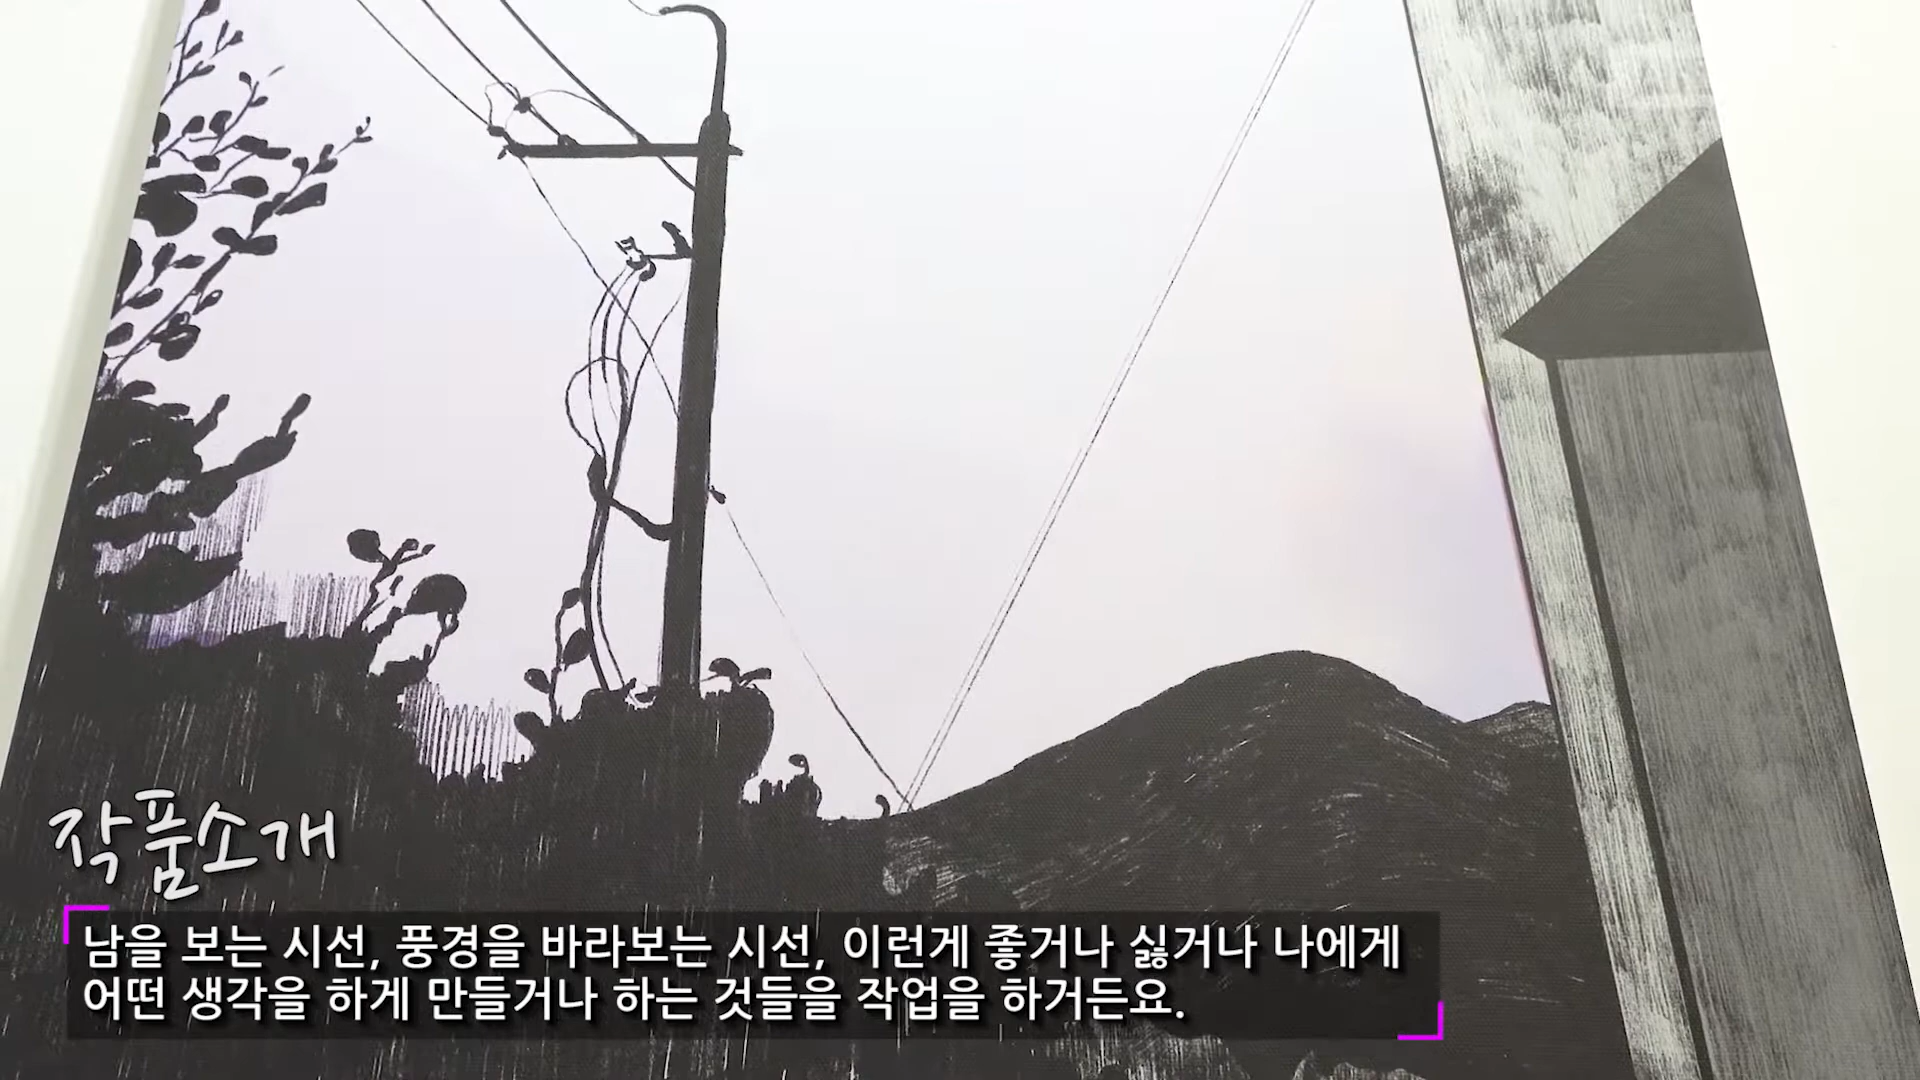 작품소개
남을 보는 시선, 풍경을 바라보는 시선, 이런게 좋거나 싫거나 나에게
어떤 생각을 하게 만들거나 하는 것들을 작업을 하거든요.